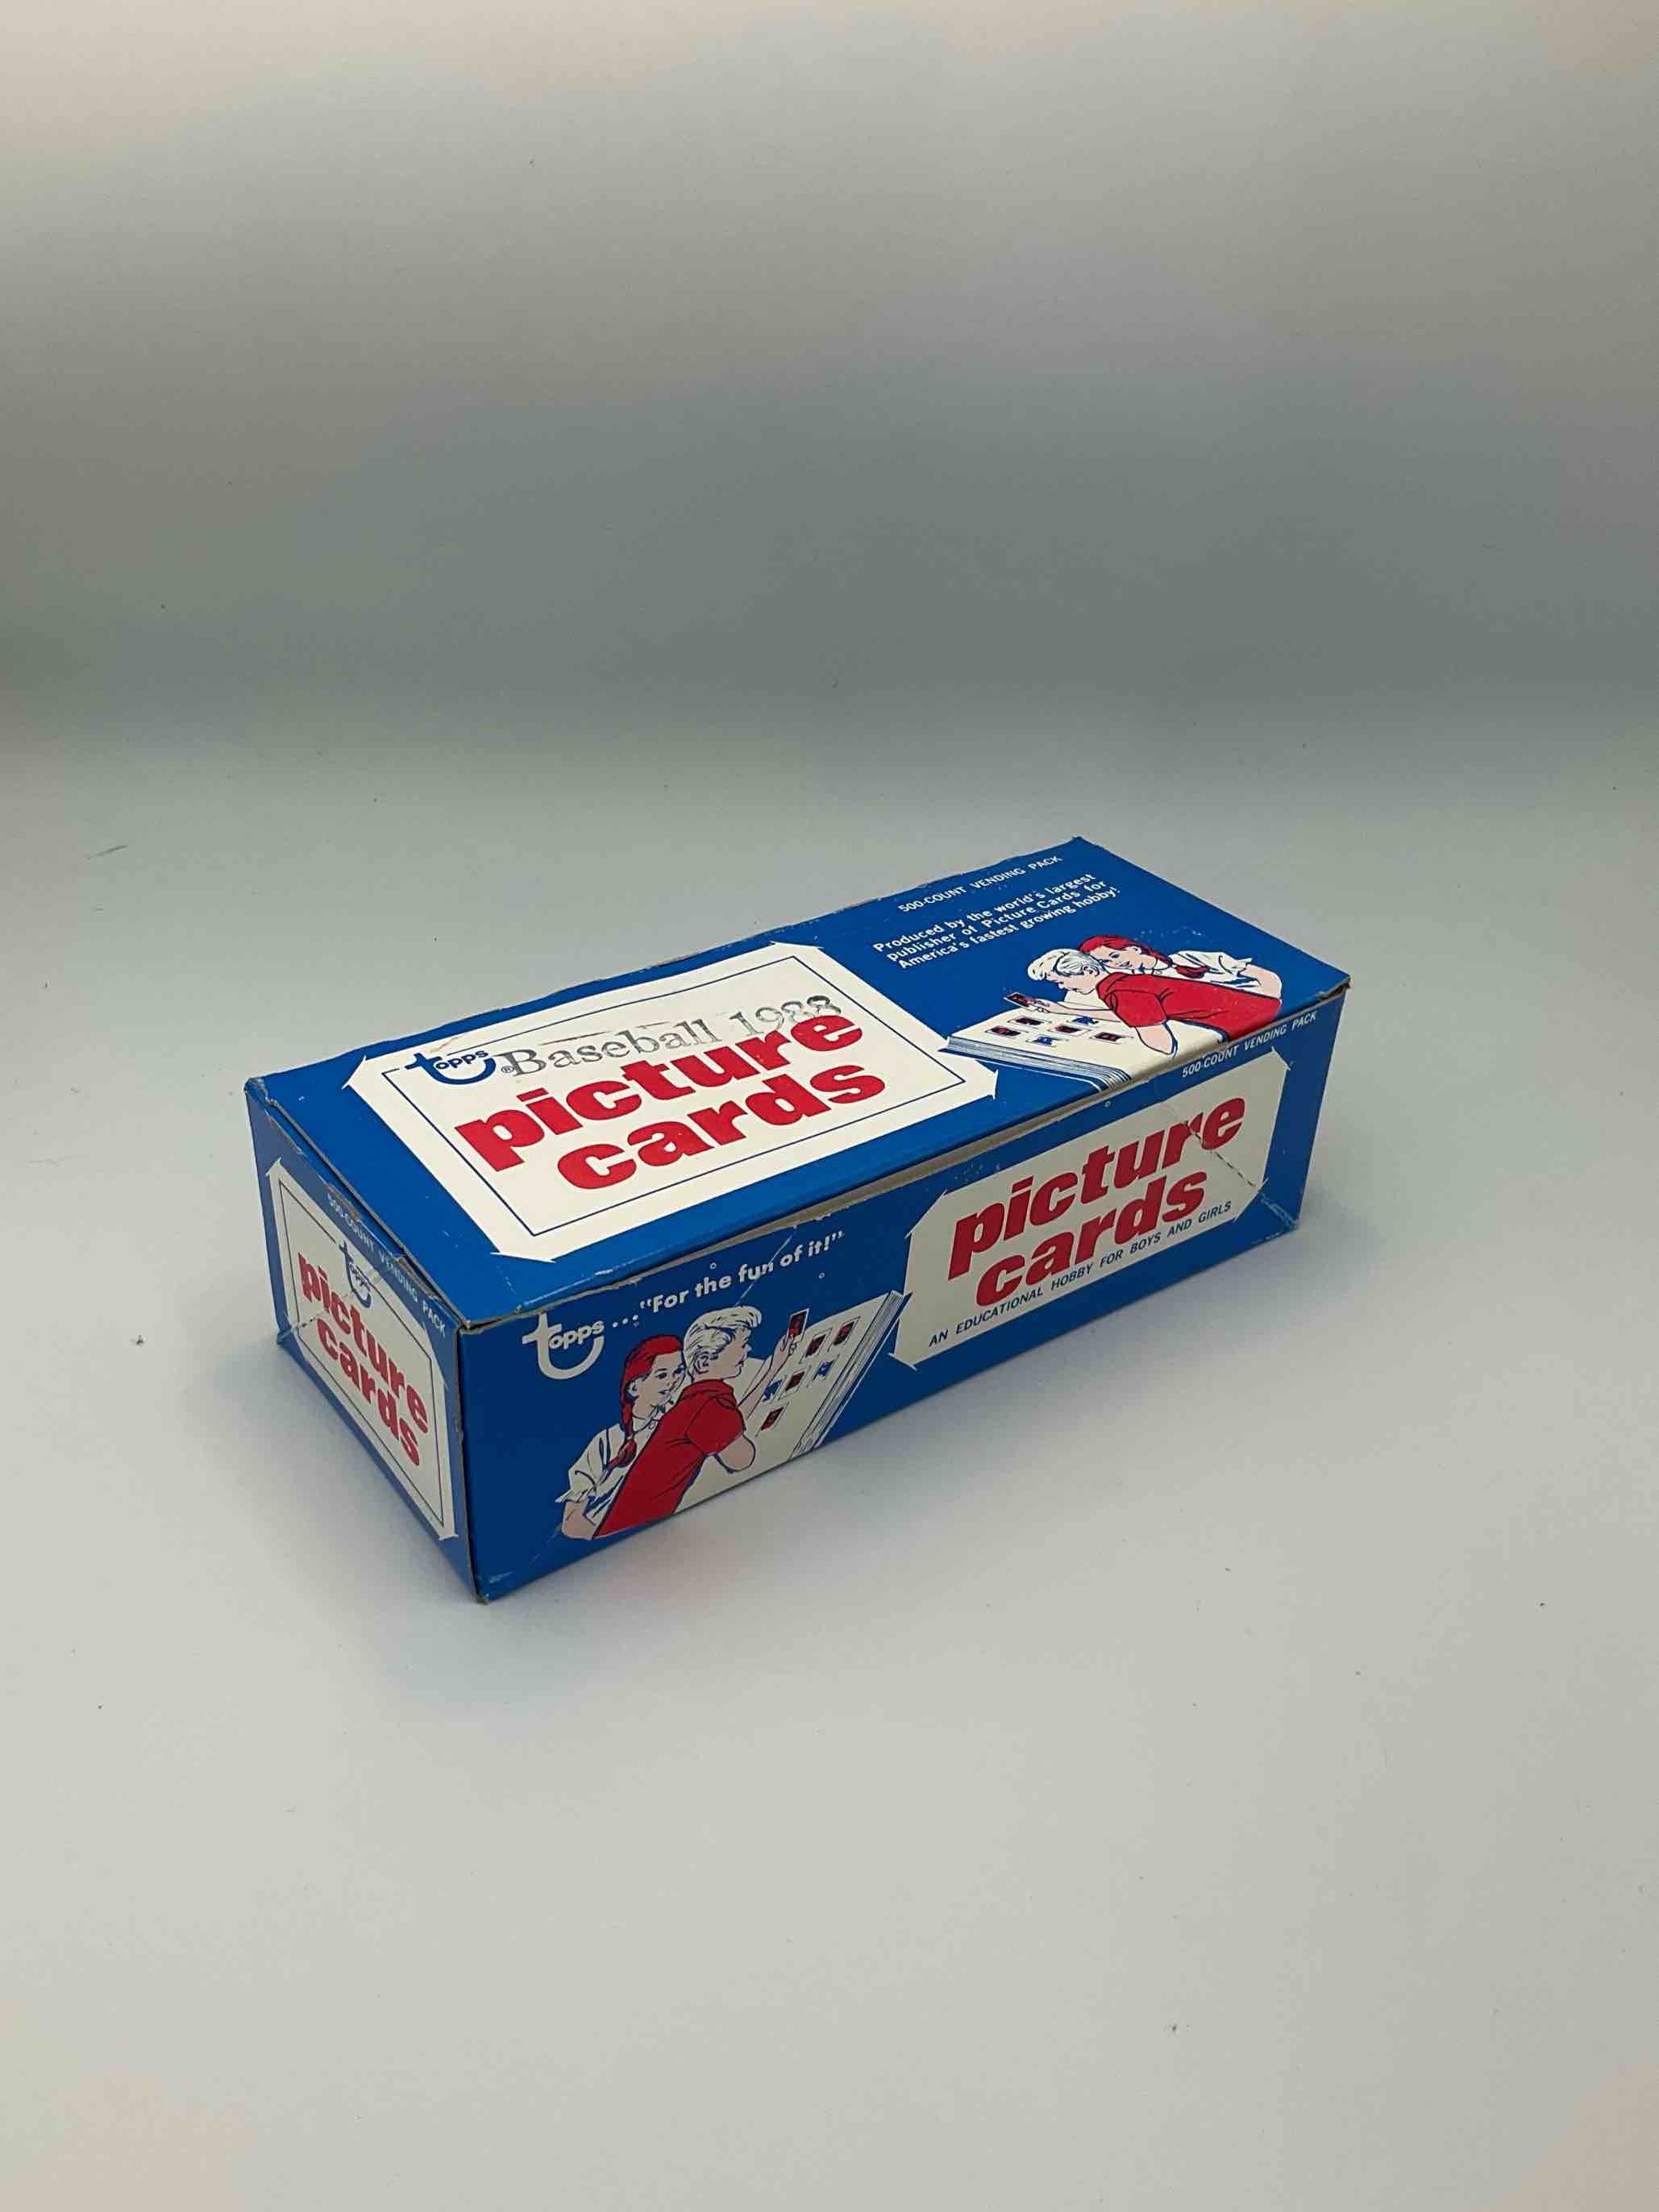 500-COUNT VENDING PACK
Produced by the world's largest
publisher of Picture Cards for
America's fastest growing hobby!
topps® Baseball 1988
picture
cards
500-COUNT VENDING PACK
topps
picture
cards
topps... "For the fun of it!"
500-COUNT VENDING PACK
picture
cards
AN EDUCATIONAL HOBBY FOR BOYS AND GIRLS